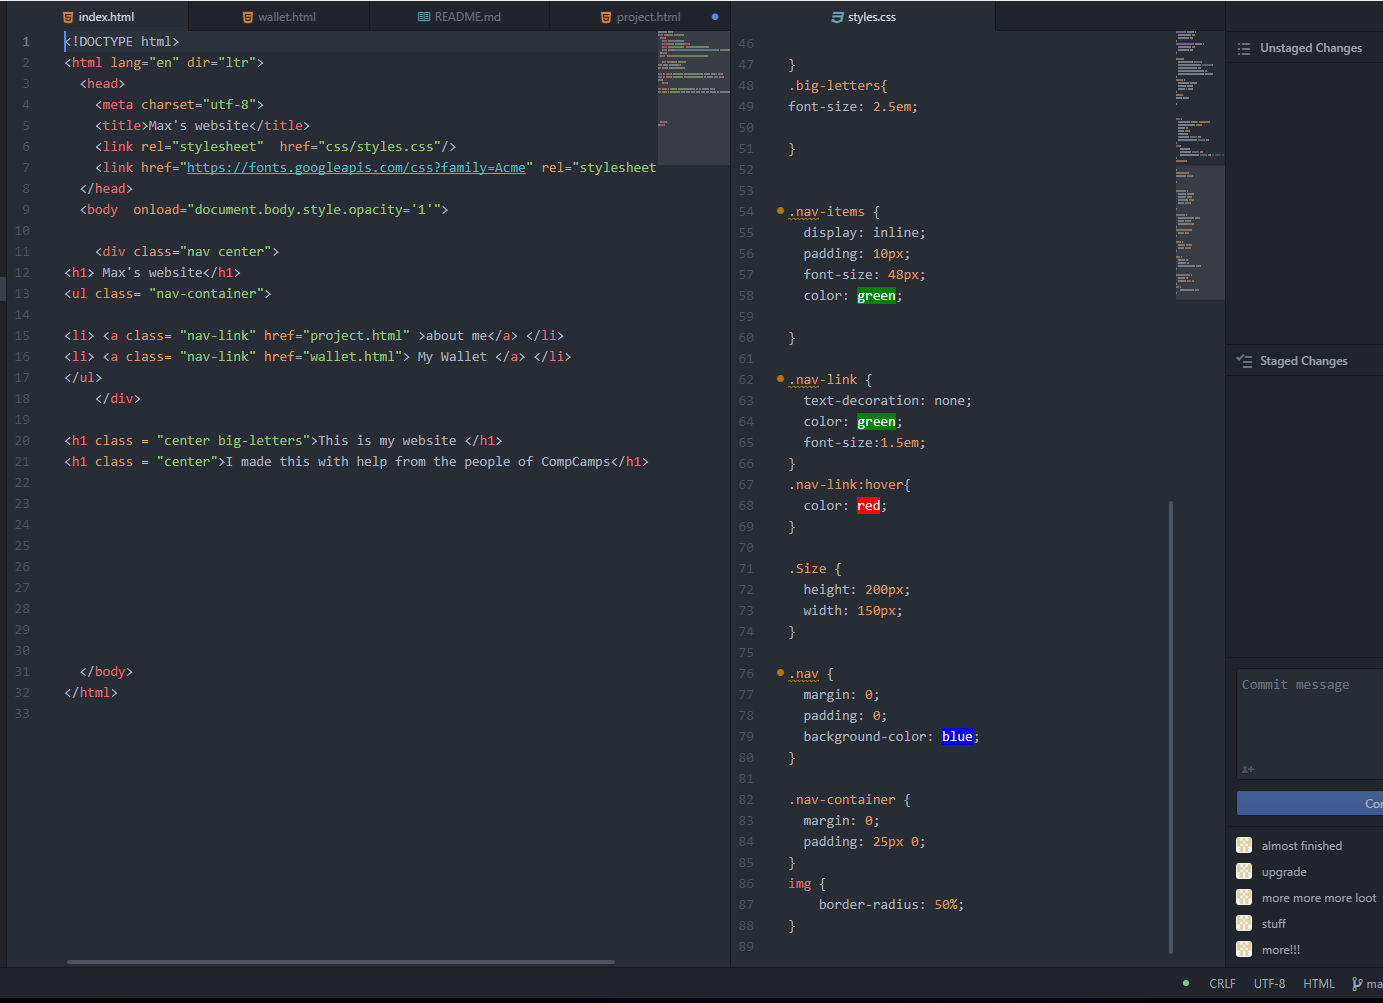 index.html
wallet.html
README.md
project.html
styles.css
1 <!DOCTYPE html>
2 <html lang="en" dir="ltr">
3 <head>
4 <meta charset="utf-8">
5 <title>Max's website</title>
6 <link rel="stylesheet"  href="css/styles.css"/>
7 <link href="https://fonts.googleapis.com/css?family=Acme" rel="stylesheet
8 </head>
9 <body  onload="document.body.style.opacity='1'">
10
11 <div class="nav center">
12 <h1> Max's website</h1>
13 <ul class= "nav-container">
14
15 <li> <a class= "nav-link" href="project.html" >about me</a> </li>
16 <li> <a class= "nav-link" href="wallet.html"> My Wallet </a> </li>
17 </ul>
18 </div>
19
20 <h1 class = "center big-letters">This is my website </h1>
21 <h1 class = "center">I made this with help from the people of CompCamps</h1>
22
23
24
25
26
27
28
29
30
31 </body>
32 </html>
33
46
47 }
48 .big-letters{
49 font-size: 2.5em;
50
51 }
52
53
54 .nav-items {
55 display: inline;
56 padding: 10px;
57 font-size: 48px;
58 color: green;
59
60 }
61
62 .nav-link {
63 text-decoration: none;
64 color: green;
65 font-size:1.5em;
66 }
67 .nav-link:hover{
68 color: red;
69 }
70
71 .Size {
72 height: 200px;
73 width: 150px;
74 }
75
76 .nav {
77 margin: 0;
78 padding: 0;
79 background-color: blue;
80 }
81
82 .nav-container {
83 margin: 0;
84 padding: 25px 0;
85 }
86 img {
87 border-radius: 50%;
88 }
89
Unstaged Changes
Staged Changes
Commit message
Co
almost finished
upgrade
more more more loot
stuff
more!!!
CRLF UTF-8 HTML ma